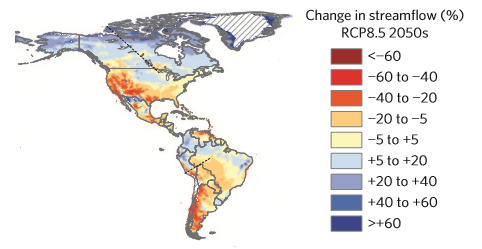 Change in streamflow (%)
RCP8.5 2050s
<−60
−60 to −40
−40 to −20
−20 to −5
−5 to +5
+5 to +20
+20 to +40
+40 to +60
>+60